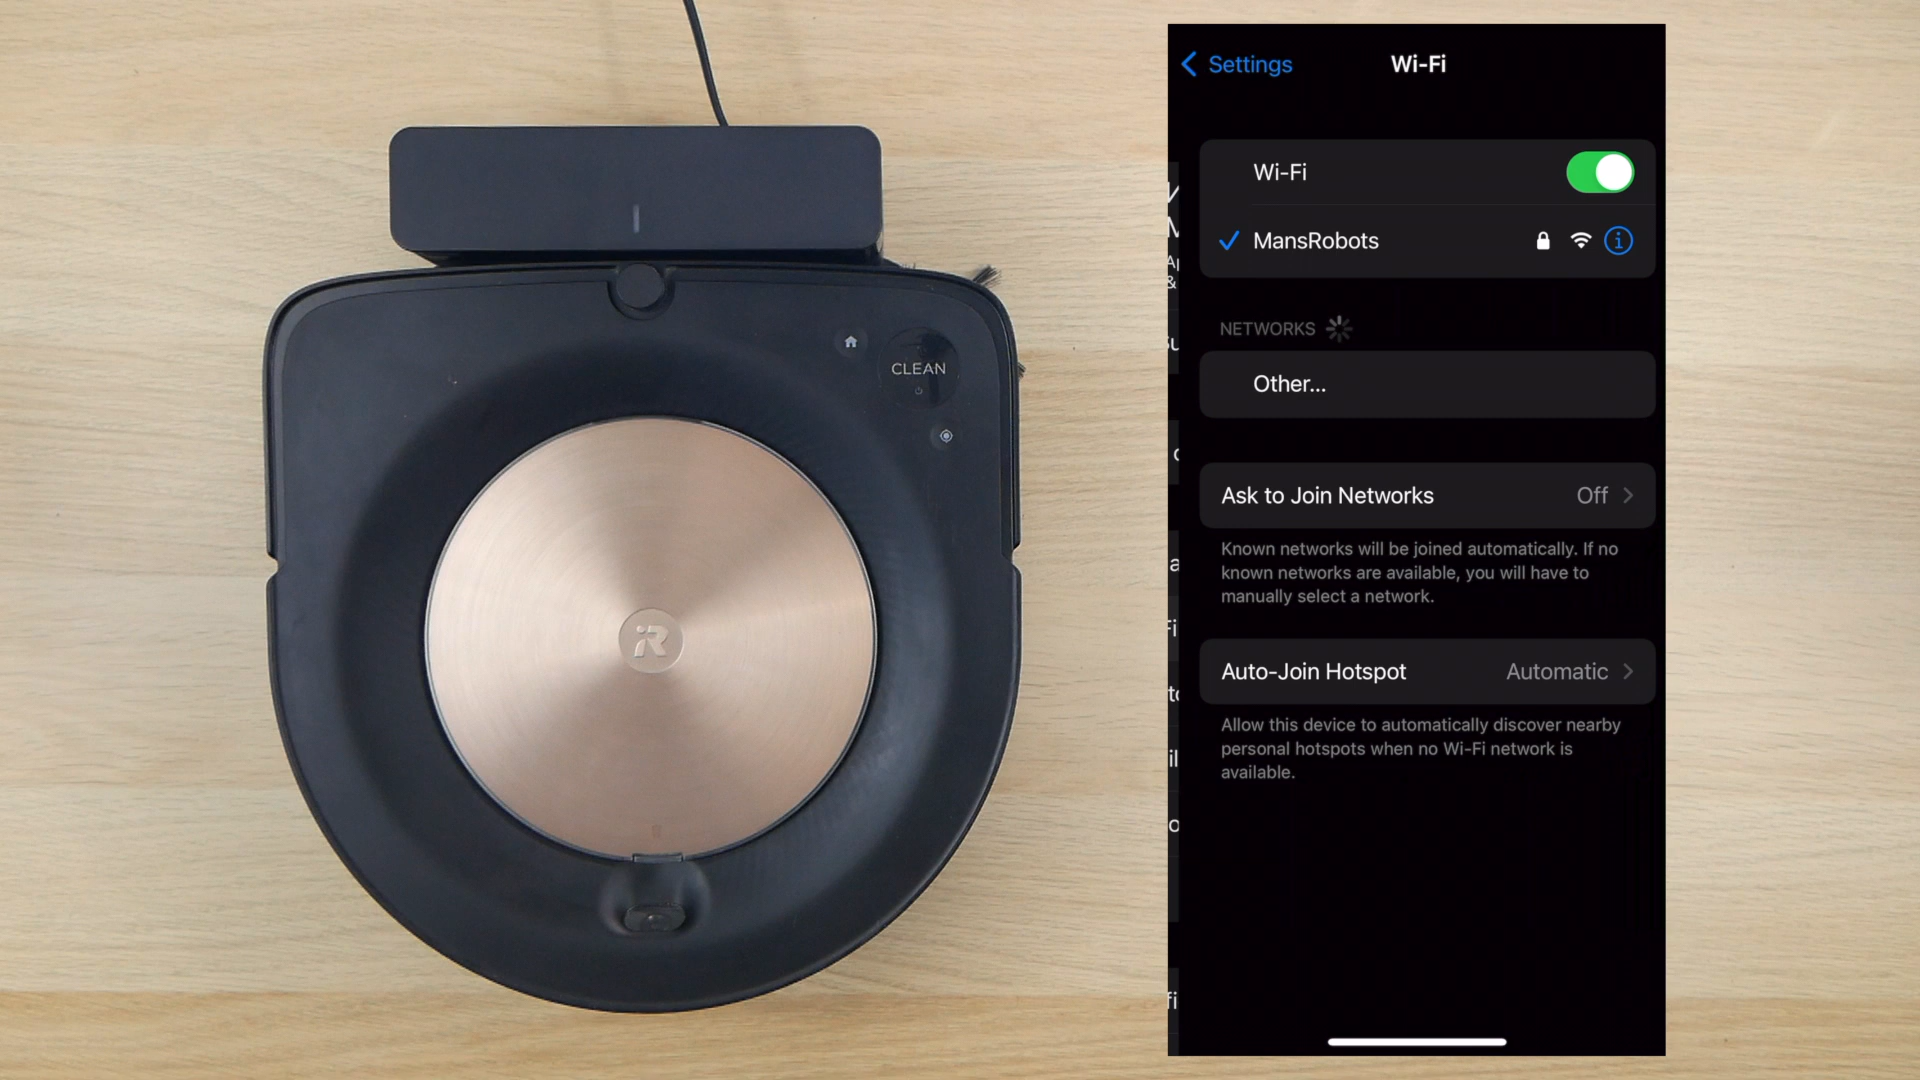 CLEAN
iR
Settings
Wi-Fi
Wi-Fi
MansRobots
NETWORKS
Other...
Ask to Join Networks Off
Known networks will be joined automatically. If no
known networks are available, you will have to
manually select a network.
Auto-Join Hotspot Automatic
Allow this device to automatically discover nearby
personal hotspots when no Wi-Fi network is
available.